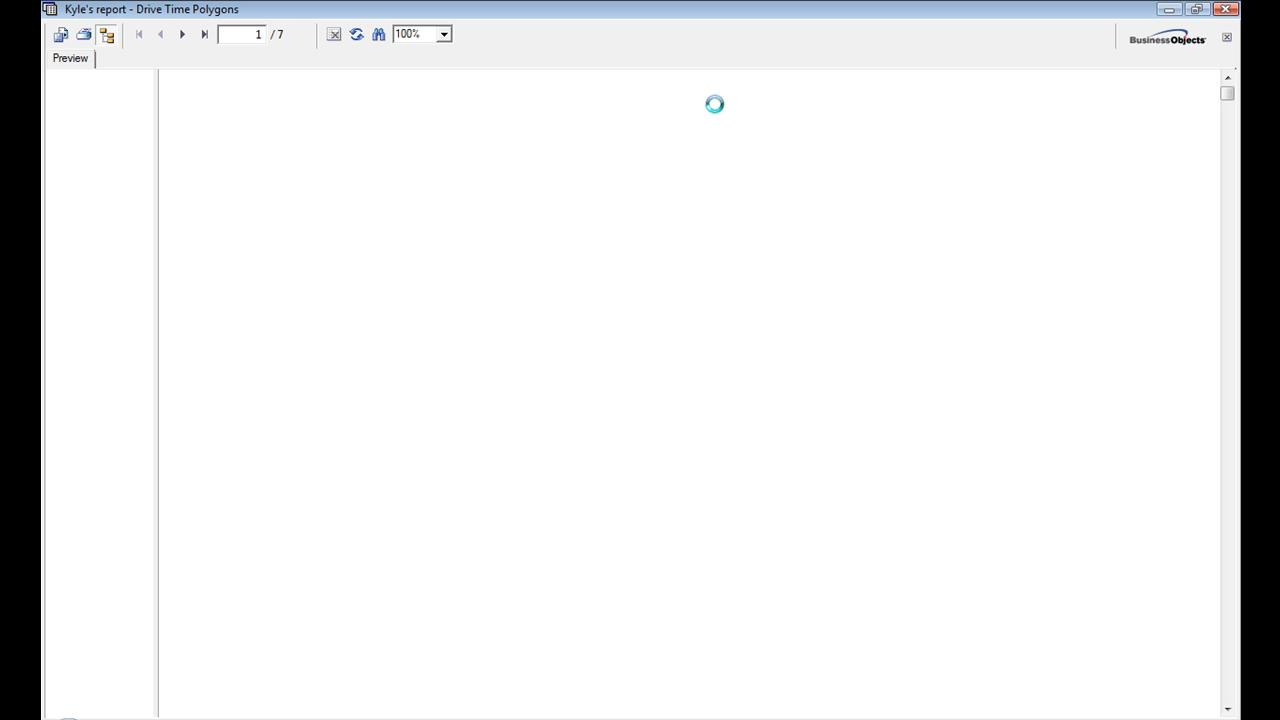 Kyle's report - Drive Time Polygons
1 / 7
100%
BusinessObjects
Preview